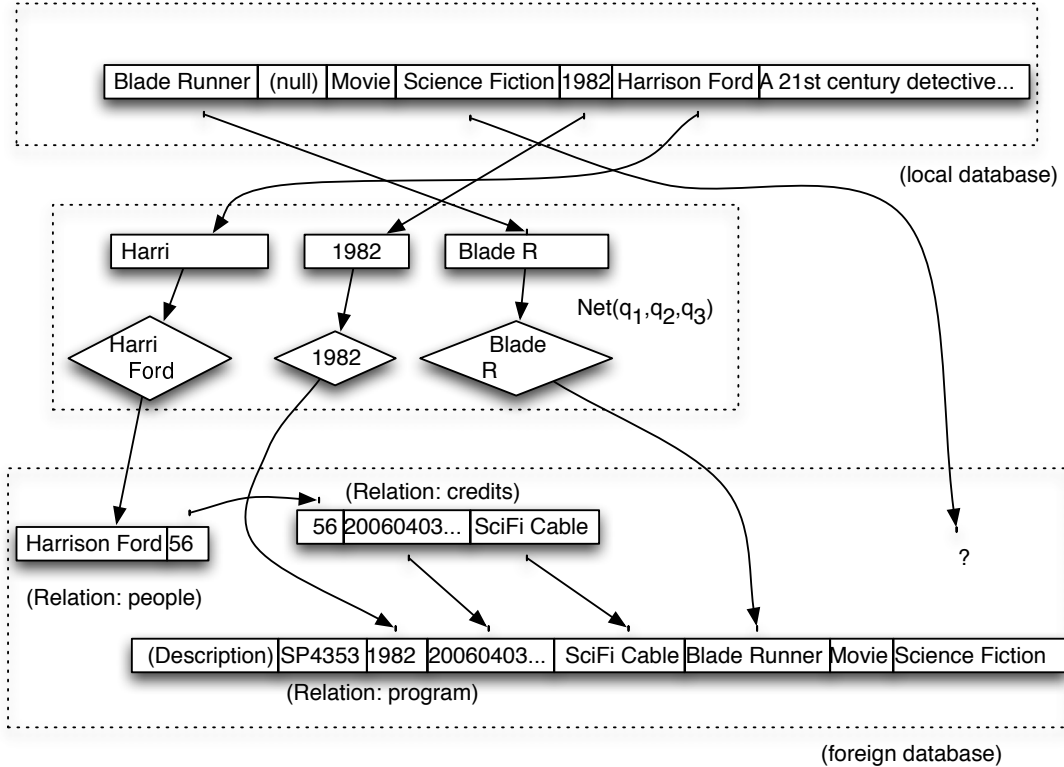 Blade Runner (null) Movie Science Fiction 1982 Harrison Ford A 21st century detective...
(local database)
Harri 1982 Blade R
Net(q1,q2,q3)
Harri
Ford
1982
Blade
R
(Relation: credits)
56 20060403... SciFi Cable
Harrison Ford 56
?
(Relation: people)
(Description) SP4353 1982 20060403... SciFi Cable Blade Runner Movie Science Fiction
(Relation: program)
(foreign database)